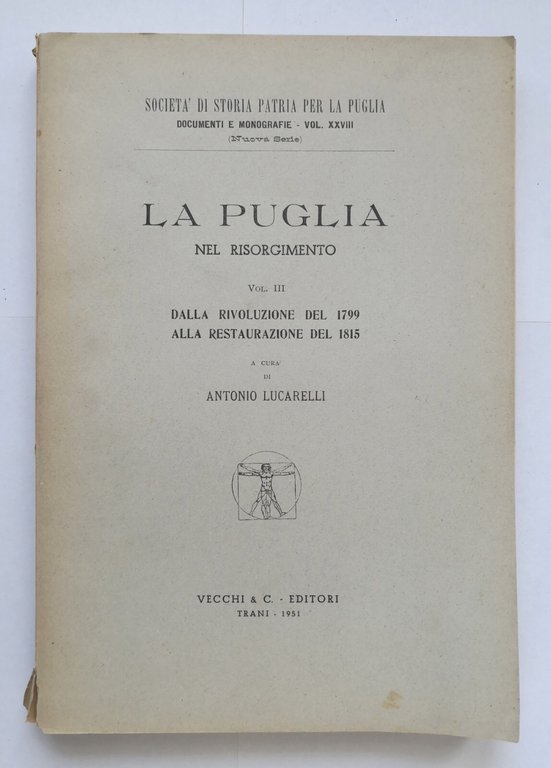 SOCIETA' DI STORIA PATRIA PER LA PUGLIA
DOCUMENTI E MONOGRAFIE - VOL. XXVIII
(Nuova Serie)
LA PUGLIA
NEL RISORGIMENTO
VOL. III
DALLA RIVOLUZIONE DEL 1799
ALLA RESTAURAZIONE DEL 1815
A CURA
DI
ANTONIO LUCARELLI
VECCHI & C. - EDITORI
TRANI - 1951